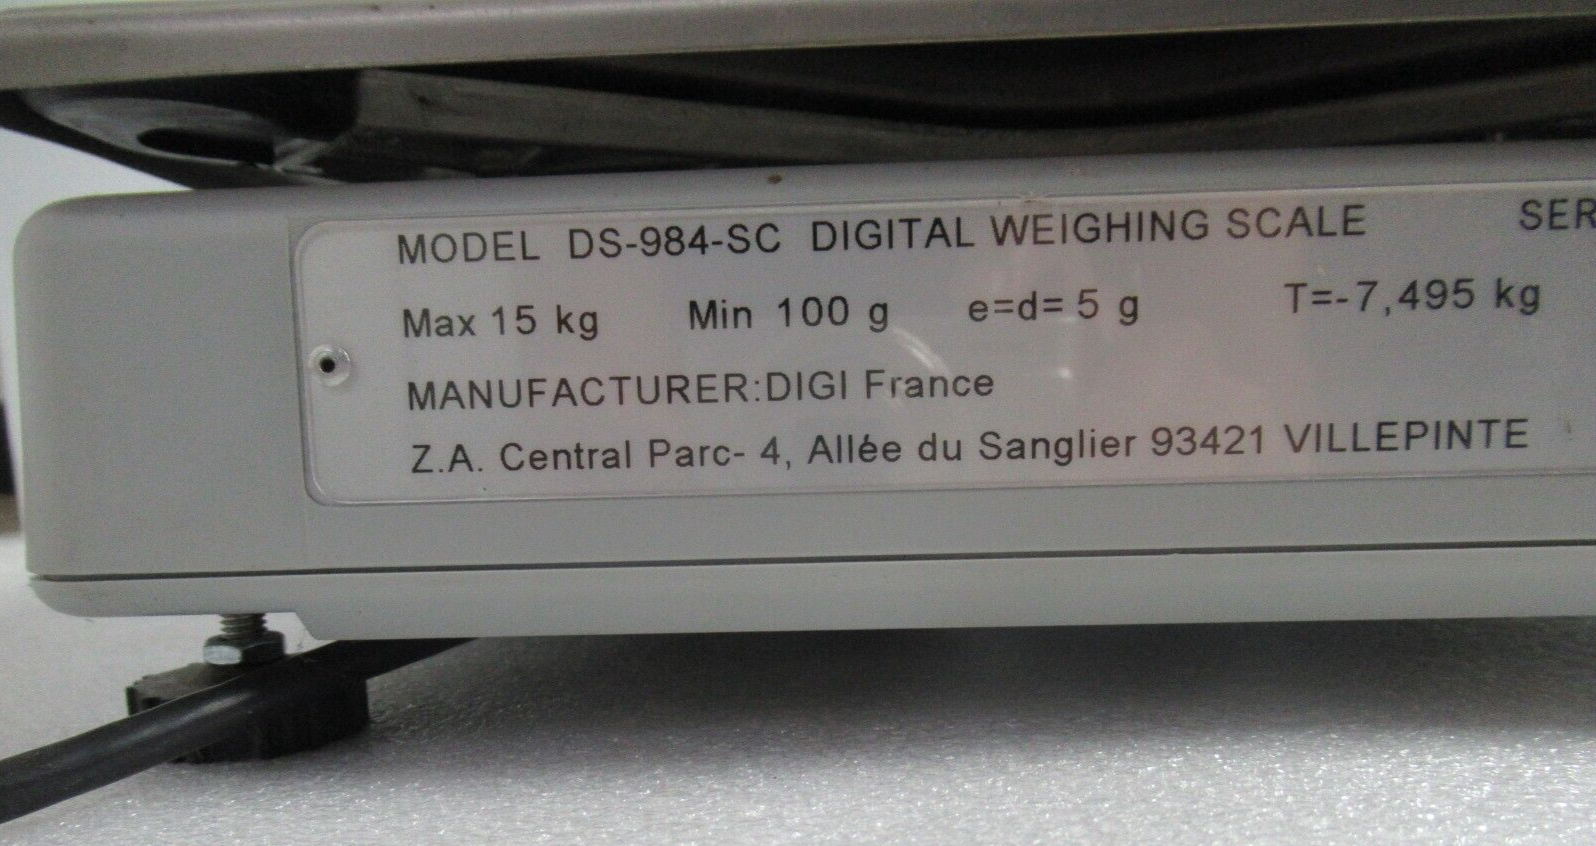 MODEL DS-984-SC DIGITAL WEIGHING SCALE SER
Max 15 kg Min 100 g e=d= 5 g T=-7,495 kg
MANUFACTURER:DIGI France
Z.A. Central Parc- 4, Allée du Sanglier 93421 VILLEPINTE